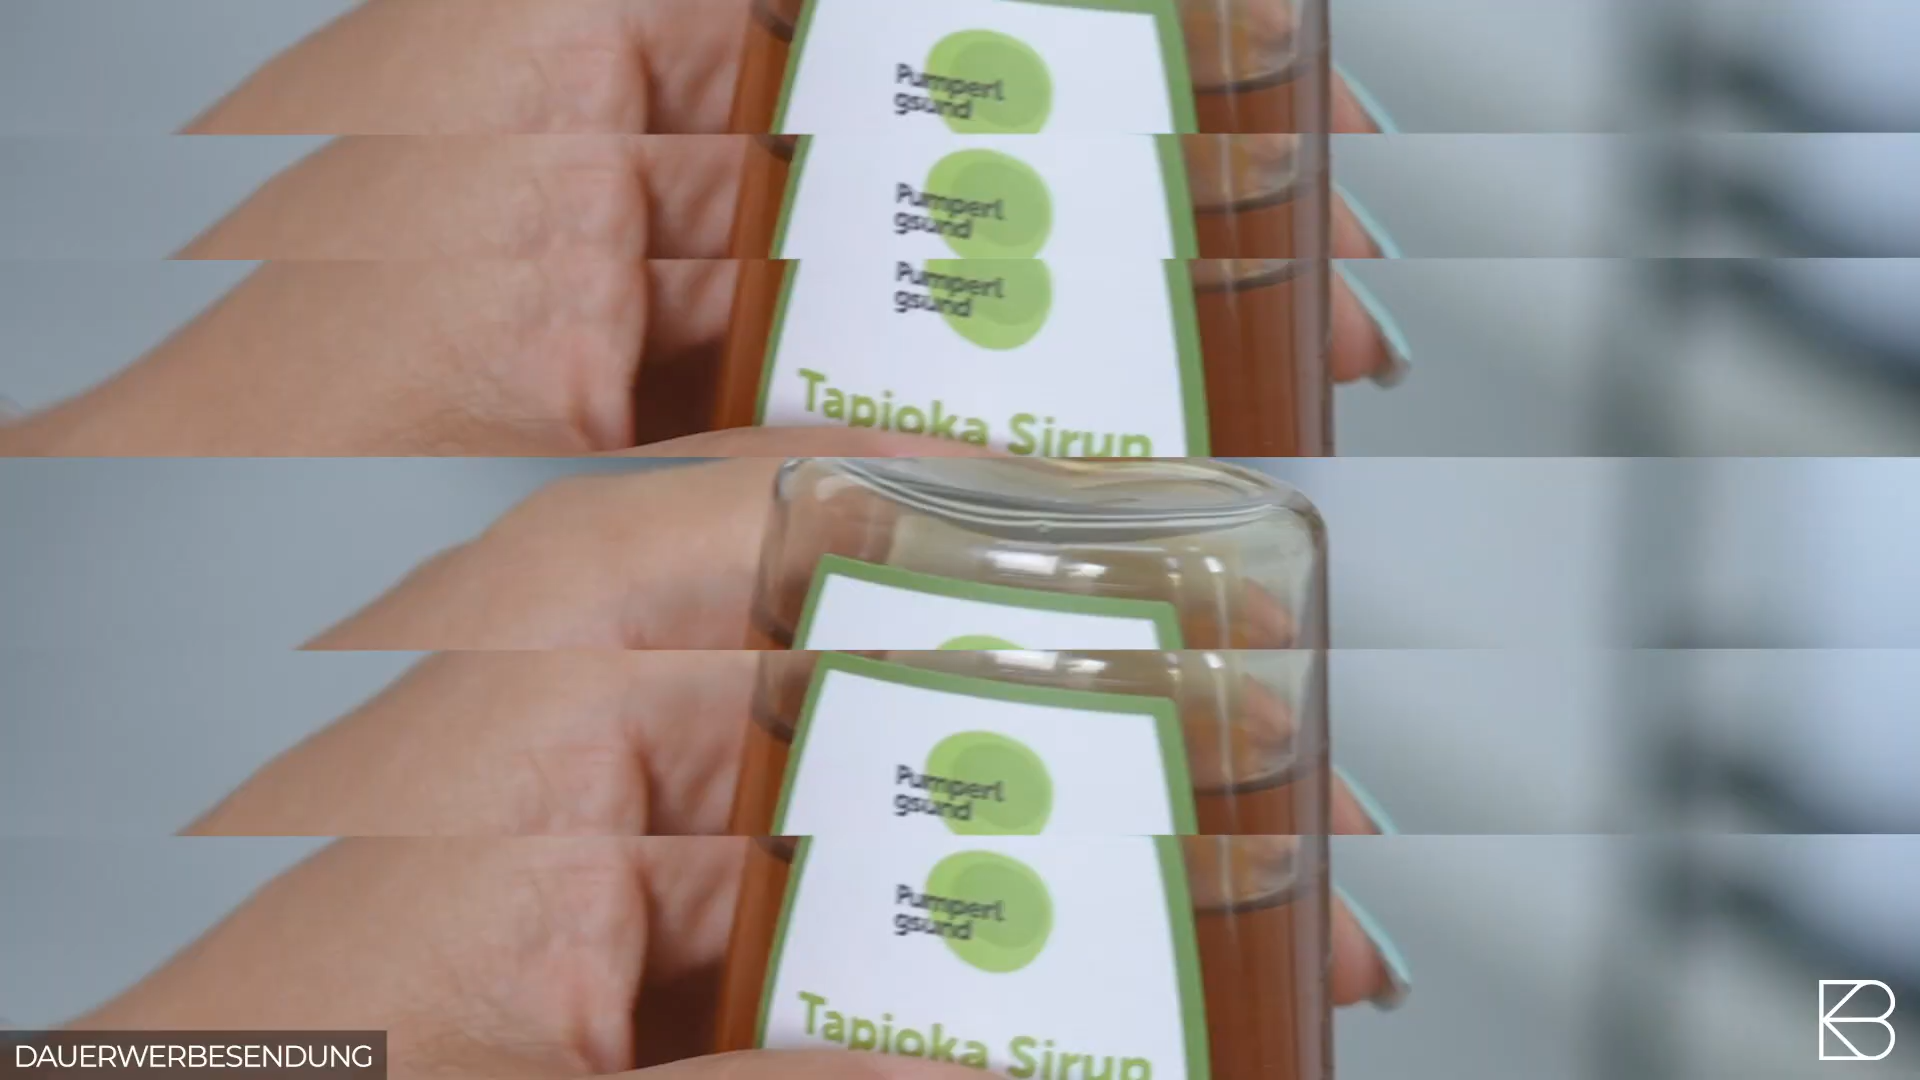 Pumperl
gsund
Pumperl
gsund
Pumperl
gsund
Tapioka Sirup
Pumperl
gsund
Pumperl
gsund
Tapioka Sirup
DAUERWERBESENDUNG